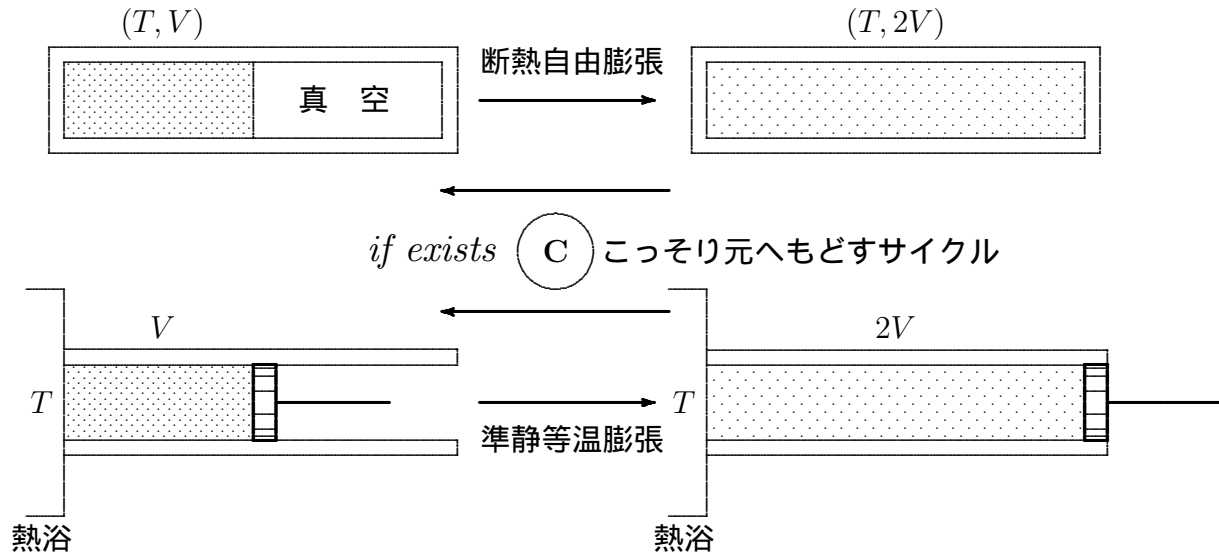 (T, V) (T, 2V)
断熱自由膨張
真 空
if exists C こっそり元へもどすサイクル
V 2V
T T
準静等温膨張
熱浴 熱浴